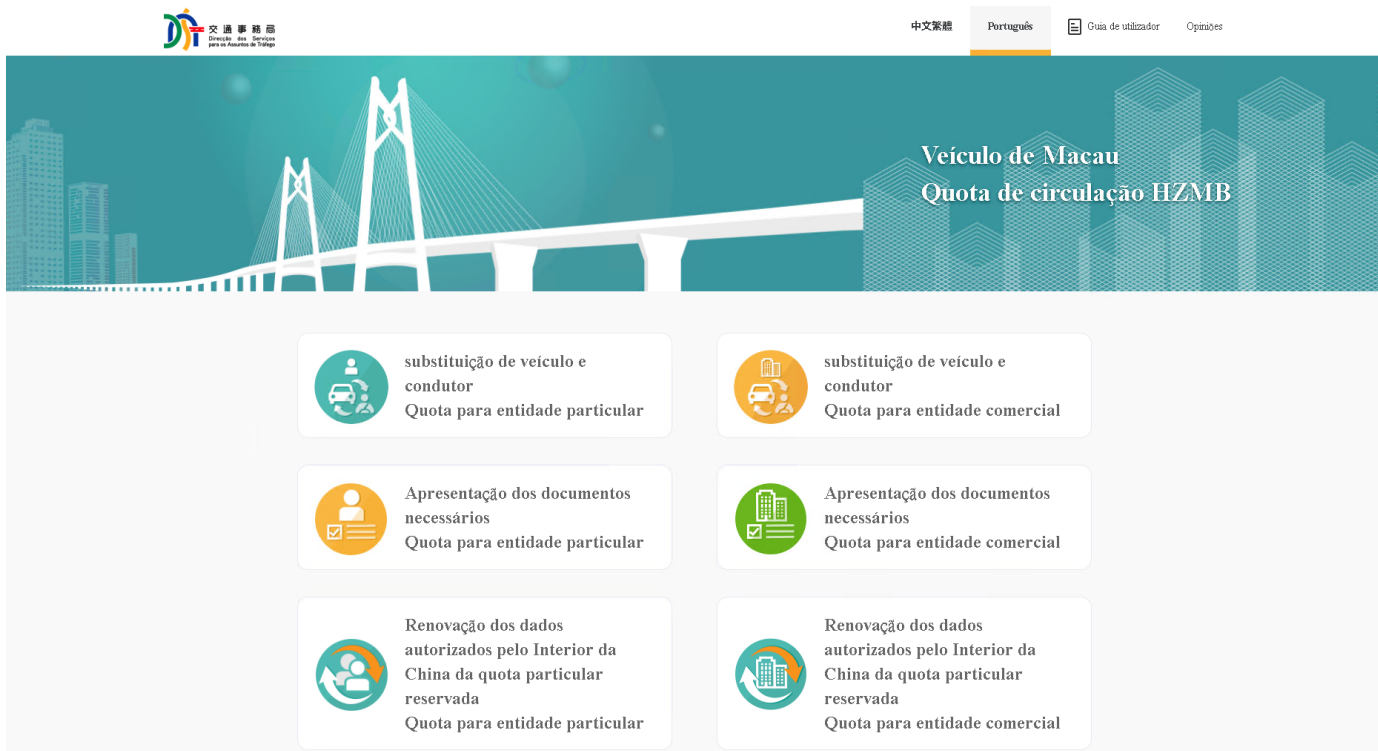 交通事務局
Direcção dos Serviços
para os Assuntos de Tráfego
中文繁體
Português
Guia de utilizador
Opiniões
Veículo de Macau
Quota de circulação HZMB
substituição de veículo e
condutor
Quota para entidade particular
substituição de veículo e
condutor
Quota para entidade comercial
Apresentação dos documentos
necessários
Quota para entidade particular
Apresentação dos documentos
necessários
Quota para entidade comercial
Renovação dos dados
autorizados pelo Interior da
China da quota particular
reservada
Quota para entidade particular
Renovação dos dados
autorizados pelo Interior da
China da quota particular
reservada
Quota para entidade comercial